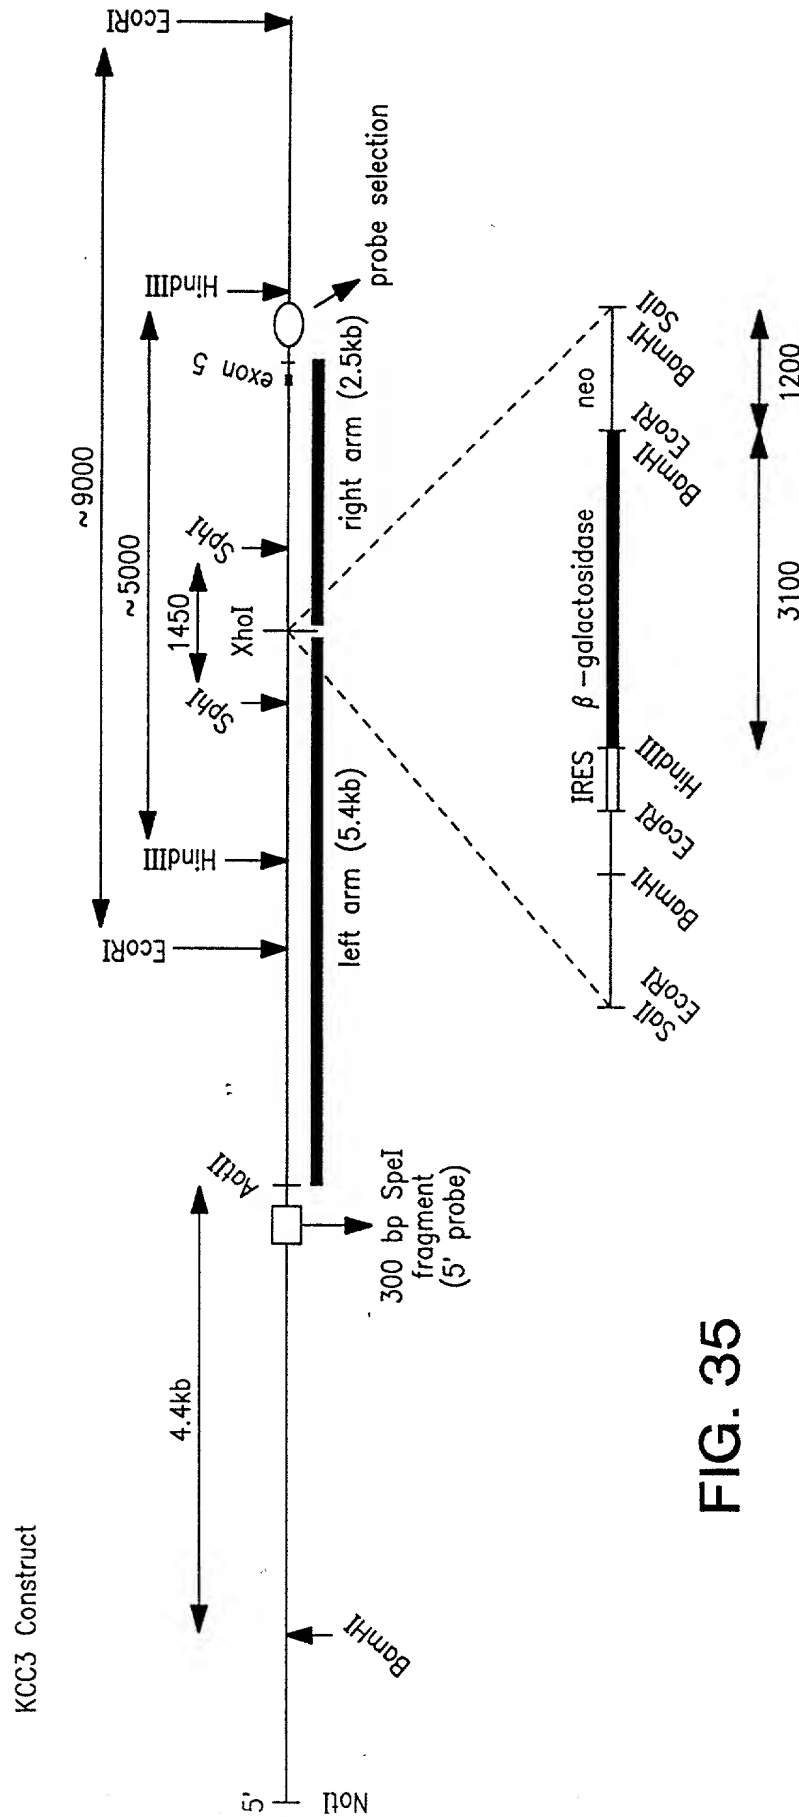 KCC3 Construct
~9000
~5000
1450
4.4kb
EcoRI
HindIII
SphI
XhoI
SphI
HindIII
EcoRI
exon 5
AatII
BamHI
5'
NotI
probe selection
right arm (2.5kb)
left arm (5.4kb)
300 bp SpeI
fragment
(5' probe)
SalI
EcoRI
BamHI
EcoRI
IRES
HindIII
β-galactosidase
BamHI
EcoRI
neo
BamHI
SalI
3100
1200
FIG. 35